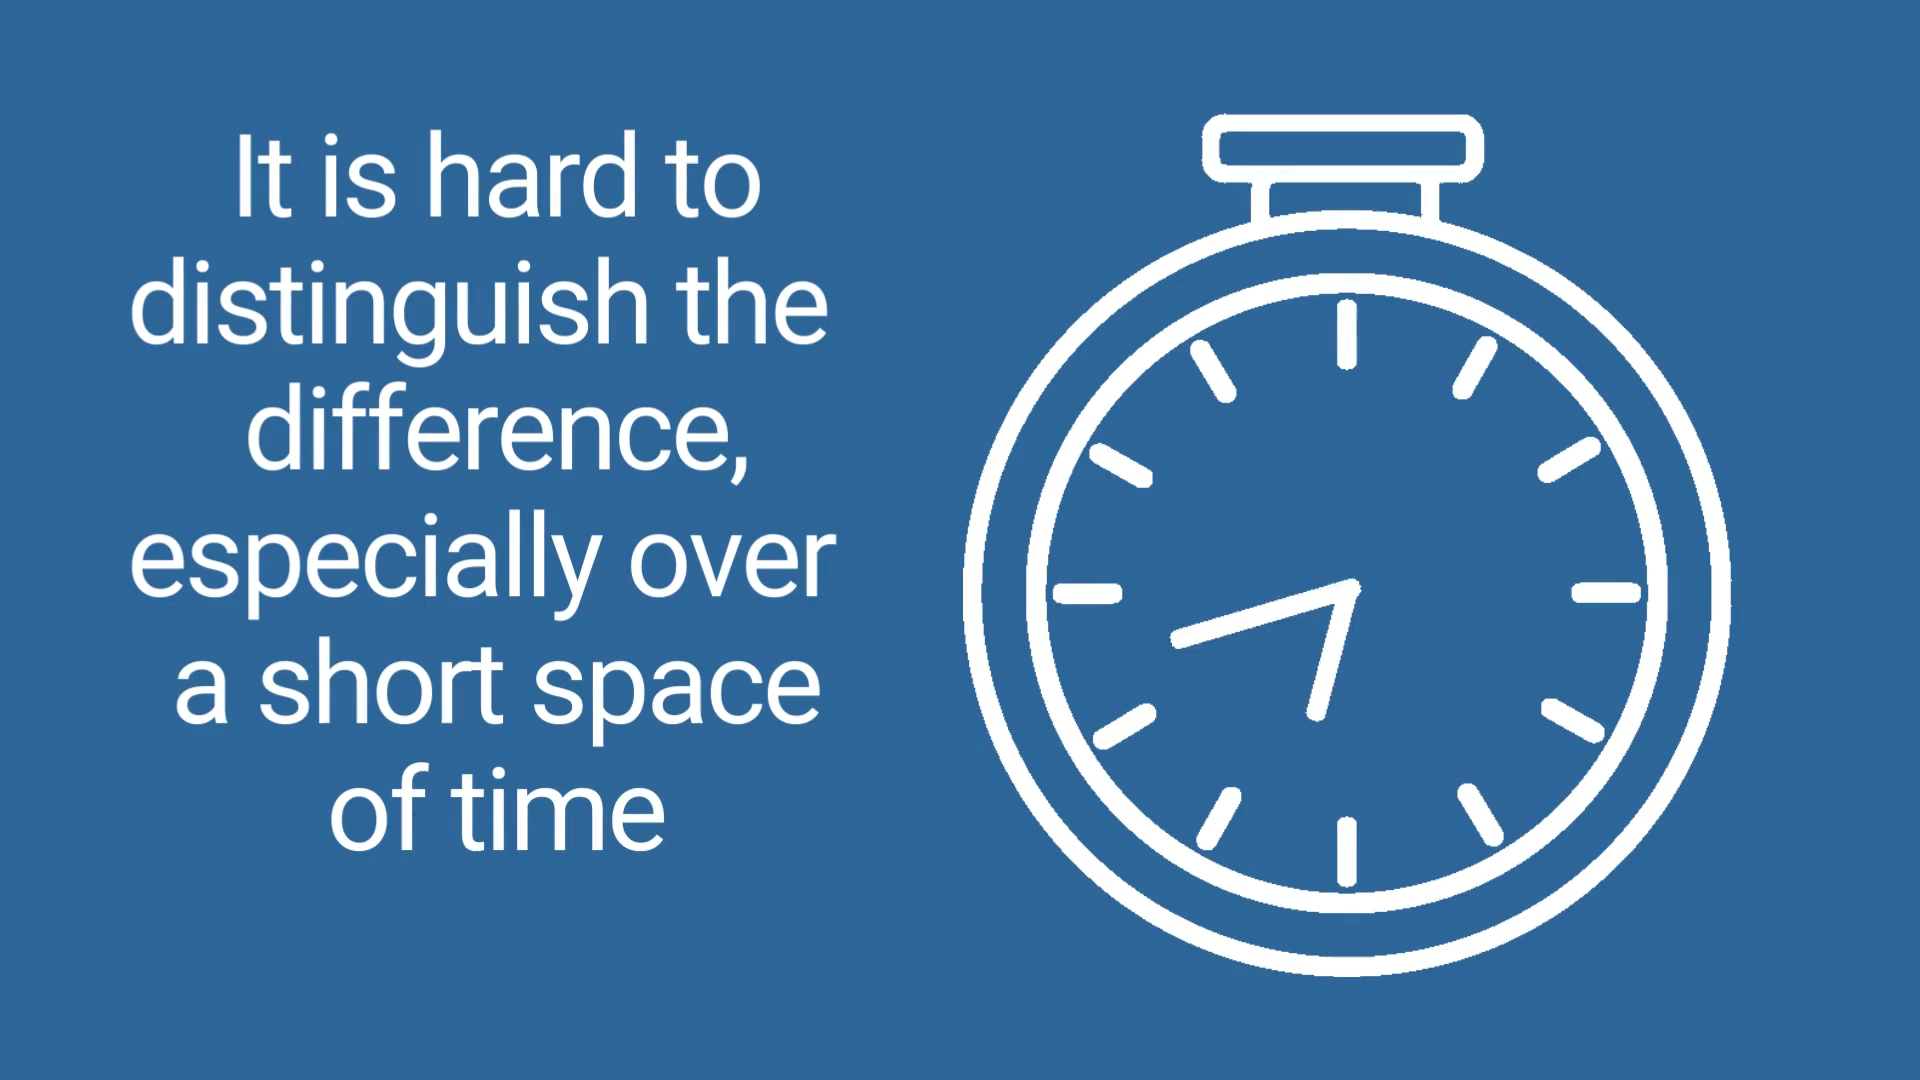 It is hard to
distinguish the
difference,
especially over
a short space
of time